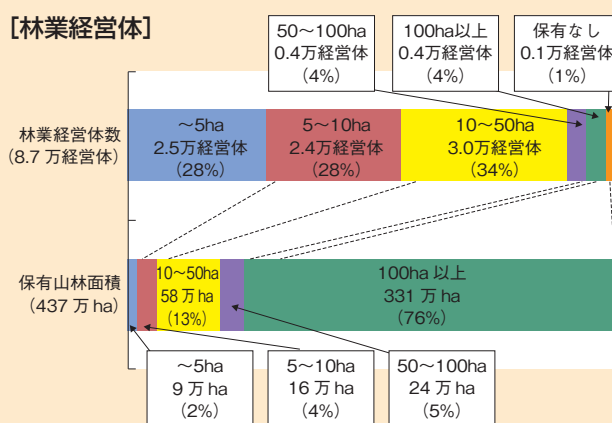 [林業経営体]
50〜100ha
0.4万経営体
(4%)
100ha以上
0.4万経営体
(4%)
保有なし
0.1万経営体
(1%)
林業経営体数
(8.7 万経営体)
〜5ha
2.5万経営体
(28%)
5〜10ha
2.4万経営体
(28%)
10〜50ha
3.0万経営体
(34%)
保有山林面積
(437 万 ha)
10〜50ha
58 万 ha
(13%)
100ha 以上
331 万 ha
(76%)
〜5ha
9 万 ha
(2%)
5〜10ha
16 万 ha
(4%)
50〜100ha
24 万 ha
(5%)